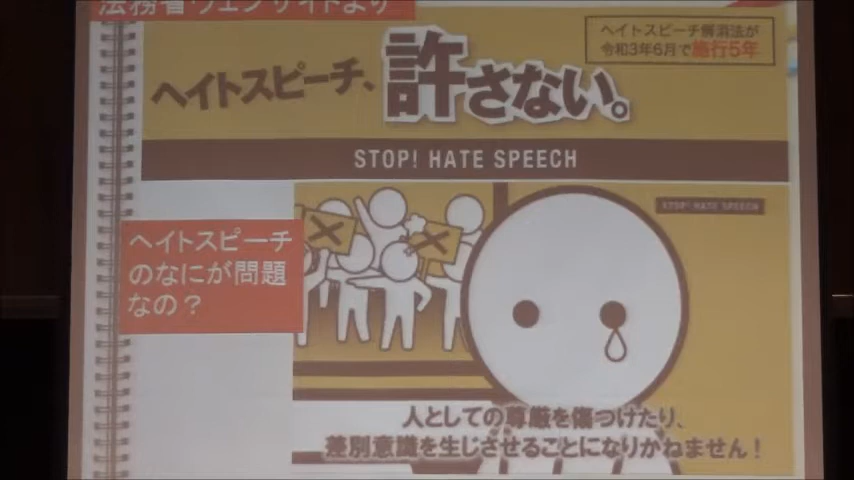 法務省ウェブサイトより
ヘイトスピーチ解消法が
令和3年6月で施行5年
ヘイトスピーチ、許さない。
STOP! HATE SPEECH
STOP! HATE SPEECH
ヘイトスピーチ
のなにが問題
なの？
人としての尊厳を傷つけたり、
差別意識を生じさせることになりかねません！